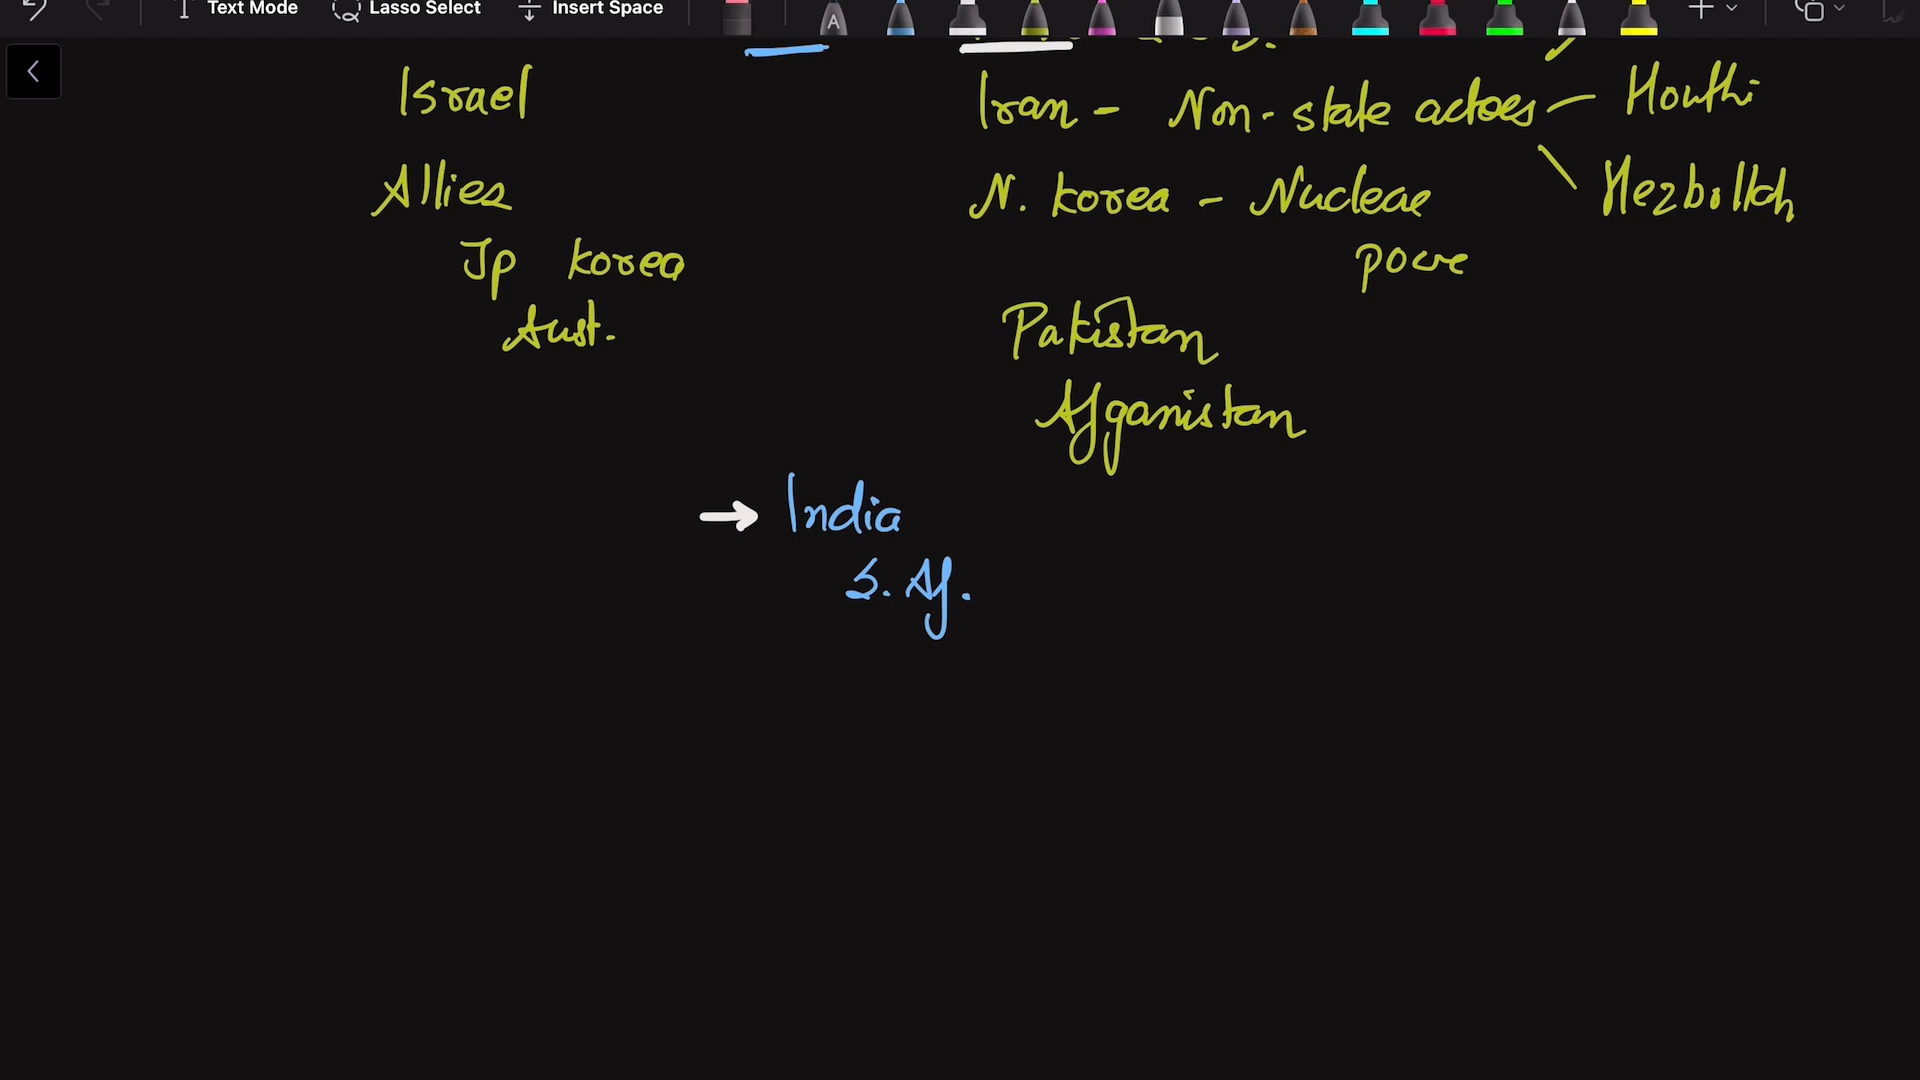 Text Mode Lasso Select Insert Space
A
Israel
Iran - Non-state actors - Houthi
Allies
N. Korea - Nuclear Hezbollah
Jp Korea
power
Aust.
Pakistan
Afganistan
→ India
S. Af.